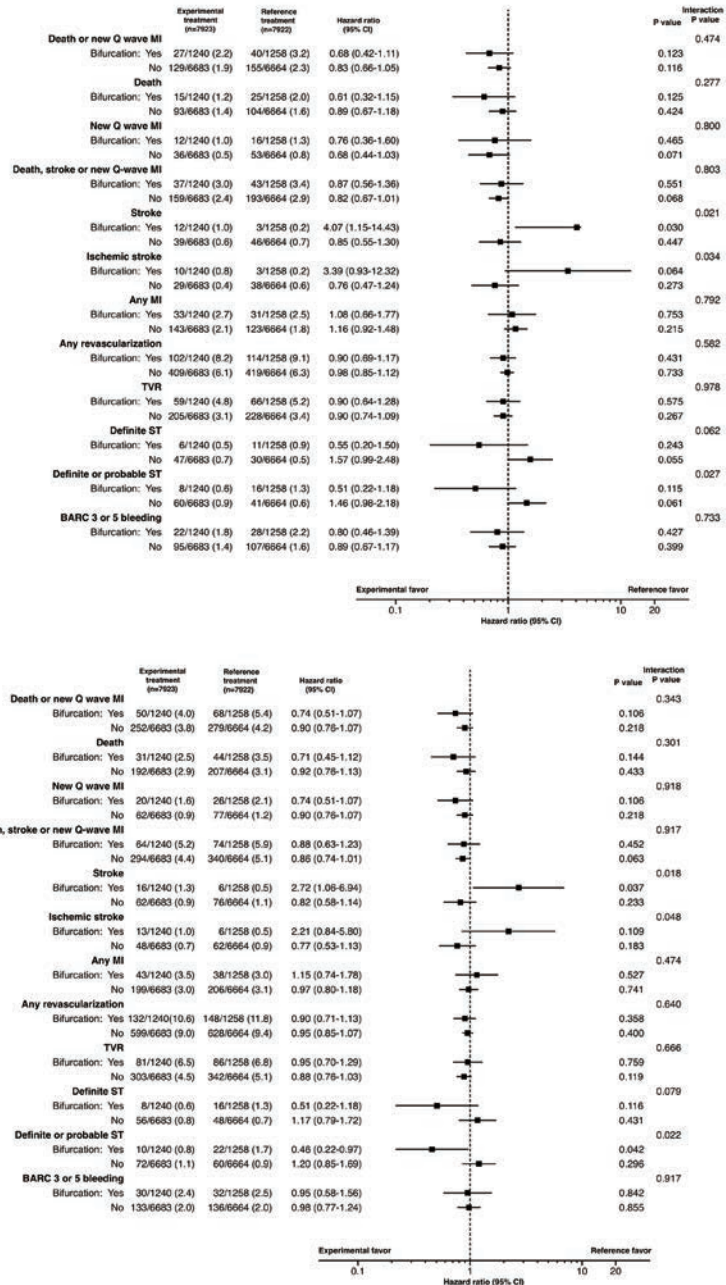 Experimental treatment (n=7923) Reference treatment (n=7922) Hazard ratio (95% CI) P value Interaction P value
Death or new Q wave MI 0.474
Bifurcation: Yes 27/1240 (2.2) 40/1258 (3.2) 0.68 (0.42-1.11) 0.123
No 129/6683 (1.9) 155/6664 (2.3) 0.83 (0.66-1.05) 0.116
Death 0.277
Bifurcation: Yes 15/1240 (1.2) 25/1258 (2.0) 0.61 (0.32-1.15) 0.125
No 93/6683 (1.4) 104/6664 (1.6) 0.89 (0.67-1.18) 0.424
New Q wave MI 0.800
Bifurcation: Yes 12/1240 (1.0) 16/1258 (1.3) 0.76 (0.36-1.60) 0.465
No 36/6683 (0.5) 53/6664 (0.8) 0.68 (0.44-1.03) 0.071
Death, stroke or new Q-wave MI 0.803
Bifurcation: Yes 37/1240 (3.0) 43/1258 (3.4) 0.87 (0.56-1.36) 0.551
No 159/6683 (2.4) 193/6664 (2.9) 0.82 (0.67-1.01) 0.068
Stroke 0.021
Bifurcation: Yes 12/1240 (1.0) 3/1258 (0.2) 4.07 (1.15-14.43) 0.030
No 39/6683 (0.6) 46/6664 (0.7) 0.85 (0.55-1.30) 0.447
Ischemic stroke 0.034
Bifurcation: Yes 10/1240 (0.8) 3/1258 (0.2) 3.39 (0.93-12.32) 0.064
No 29/6683 (0.4) 38/6664 (0.6) 0.76 (0.47-1.24) 0.273
Any MI 0.792
Bifurcation: Yes 33/1240 (2.7) 31/1258 (2.5) 1.08 (0.66-1.77) 0.753
No 143/6683 (2.1) 123/6664 (1.8) 1.16 (0.92-1.48) 0.215
Any revascularization 0.582
Bifurcation: Yes 102/1240 (8.2) 114/1258 (9.1) 0.90 (0.69-1.17) 0.431
No 409/6683 (6.1) 419/6664 (6.3) 0.98 (0.85-1.12) 0.733
TVR 0.978
Bifurcation: Yes 59/1240 (4.8) 66/1258 (5.2) 0.90 (0.64-1.28) 0.575
No 205/6683 (3.1) 228/6664 (3.4) 0.90 (0.74-1.09) 0.267
Definite ST 0.062
Bifurcation: Yes 6/1240 (0.5) 11/1258 (0.9) 0.55 (0.20-1.50) 0.243
No 47/6683 (0.7) 30/6664 (0.5) 1.57 (0.99-2.48) 0.055
Definite or probable ST 0.027
Bifurcation: Yes 8/1240 (0.6) 16/1258 (1.3) 0.51 (0.22-1.18) 0.115
No 60/6683 (0.9) 41/6664 (0.6) 1.46 (0.98-2.18) 0.061
BARC 3 or 5 bleeding 0.733
Bifurcation: Yes 22/1240 (1.8) 28/1258 (2.2) 0.80 (0.46-1.39) 0.427
No 95/6683 (1.4) 107/6664 (1.6) 0.89 (0.67-1.17) 0.399
Experimental favor Reference favor
0.1 1 10 20
Hazard ratio (95% CI)
Experimental treatment (n=7923) Reference treatment (n=7922) Hazard ratio (95% CI) P value Interaction P value
Death or new Q wave MI 0.343
Bifurcation: Yes 50/1240 (4.0) 68/1258 (5.4) 0.74 (0.51-1.07) 0.106
No 252/6683 (3.8) 279/6664 (4.2) 0.90 (0.76-1.07) 0.218
Death 0.301
Bifurcation: Yes 31/1240 (2.5) 44/1258 (3.5) 0.71 (0.45-1.12) 0.144
No 192/6683 (2.9) 207/6664 (3.1) 0.92 (0.76-1.13) 0.433
New Q wave MI 0.918
Bifurcation: Yes 20/1240 (1.6) 26/1258 (2.1) 0.74 (0.51-1.07) 0.106
No 62/6683 (0.9) 77/6664 (1.2) 0.90 (0.76-1.07) 0.218
, stroke or new Q-wave MI 0.917
Bifurcation: Yes 64/1240 (5.2) 74/1258 (5.9) 0.88 (0.63-1.23) 0.452
No 294/6683 (4.4) 340/6664 (5.1) 0.86 (0.74-1.01) 0.063
Stroke 0.018
Bifurcation: Yes 16/1240 (1.3) 6/1258 (0.5) 2.72 (1.06-6.94) 0.037
No 62/6683 (0.9) 76/6664 (1.1) 0.82 (0.58-1.14) 0.233
Ischemic stroke 0.048
Bifurcation: Yes 13/1240 (1.0) 6/1258 (0.5) 2.21 (0.84-5.80) 0.109
No 48/6683 (0.7) 62/6664 (0.9) 0.77 (0.53-1.13) 0.183
Any MI 0.474
Bifurcation: Yes 43/1240 (3.5) 38/1258 (3.0) 1.15 (0.74-1.78) 0.527
No 199/6683 (3.0) 206/6664 (3.1) 0.97 (0.80-1.18) 0.741
Any revascularization 0.640
Bifurcation: Yes 132/1240(10.6) 148/1258 (11.8) 0.90 (0.71-1.13) 0.358
No 599/6683 (9.0) 628/6664 (9.4) 0.95 (0.85-1.07) 0.400
TVR 0.666
Bifurcation: Yes 81/1240 (6.5) 86/1258 (6.8) 0.95 (0.70-1.29) 0.759
No 303/6683 (4.5) 342/6664 (5.1) 0.88 (0.76-1.03) 0.119
Definite ST 0.079
Bifurcation: Yes 8/1240 (0.6) 16/1258 (1.3) 0.51 (0.22-1.18) 0.116
No 56/6683 (0.8) 48/6664 (0.7) 1.17 (0.79-1.72) 0.431
Definite or probable ST 0.022
Bifurcation: Yes 10/1240 (0.8) 22/1258 (1.7) 0.46 (0.22-0.97) 0.042
No 72/6683 (1.1) 60/6664 (0.9) 1.20 (0.85-1.69) 0.296
BARC 3 or 5 bleeding 0.917
Bifurcation: Yes 30/1240 (2.4) 32/1258 (2.5) 0.95 (0.58-1.56) 0.842
No 133/6683 (2.0) 136/6664 (2.0) 0.98 (0.77-1.24) 0.855
Experimental favor Reference favor
0.1 1 10 20
Hazard ratio (95% CI)